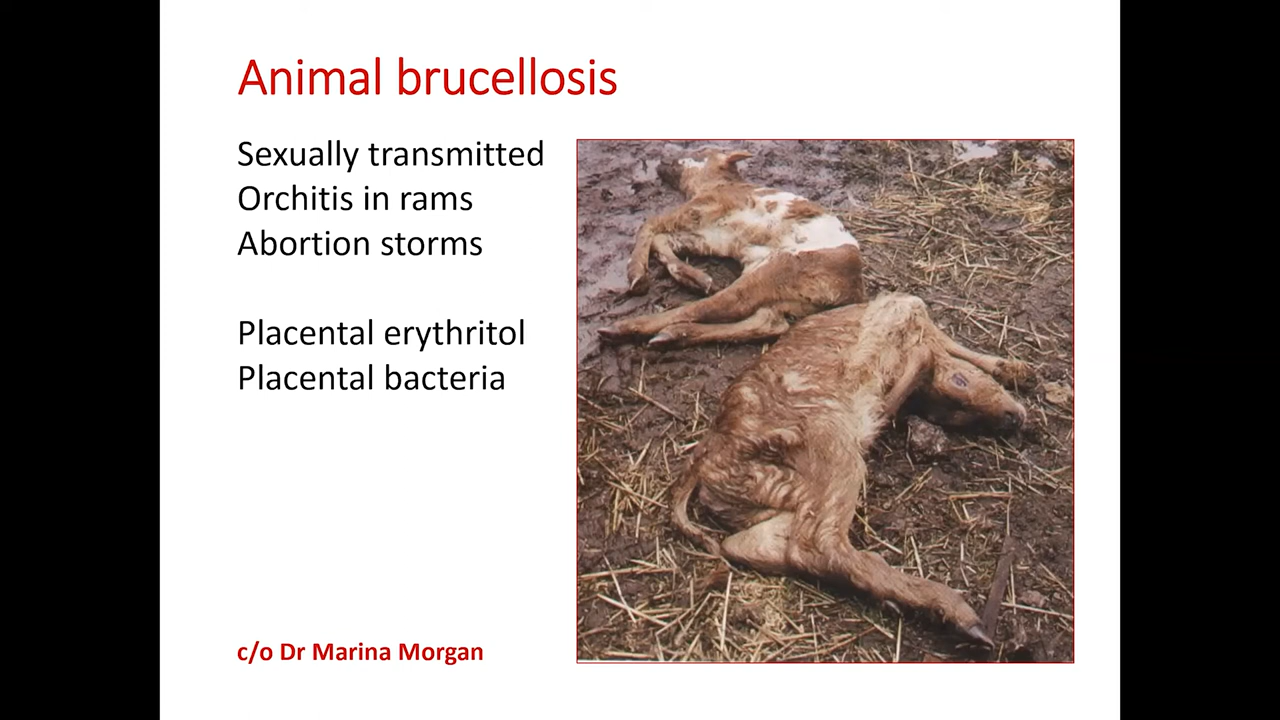 Animal brucellosis
Sexually transmitted
Orchitis in rams
Abortion storms
Placental erythritol
Placental bacteria
c/o Dr Marina Morgan